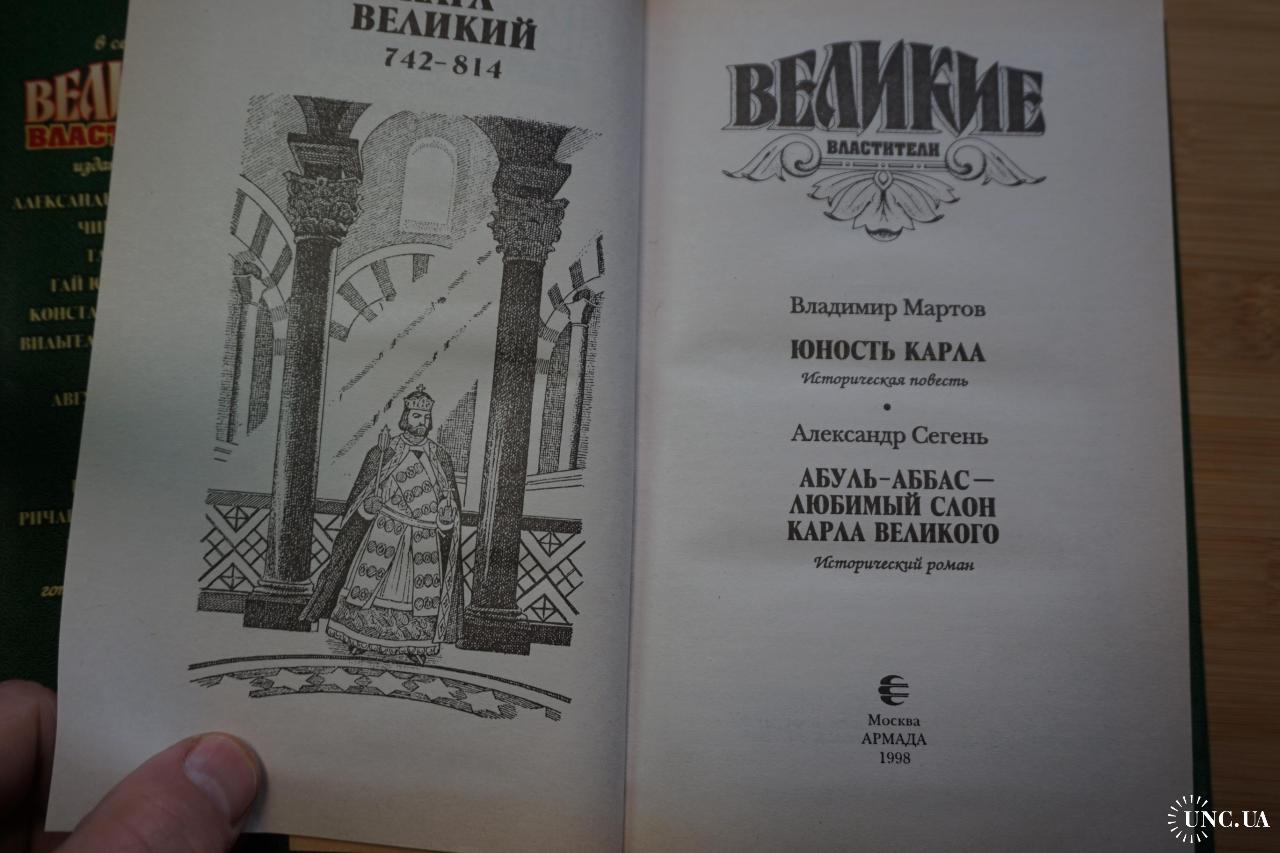 ВЕЛИКИЙ
742-814
ВЕЛИКИЕ
ВЛАСТИТЕЛИ
Владимир Мартов
ЮНОСТЬ КАРЛА
Историческая повесть
•
Александр Сегень
АБУЛЬ-АББАС—
ЛЮБИМЫЙ СЛОН
КАРЛА ВЕЛИКОГО
Исторический роман
Москва
АРМАДА
1998
UNC.UA